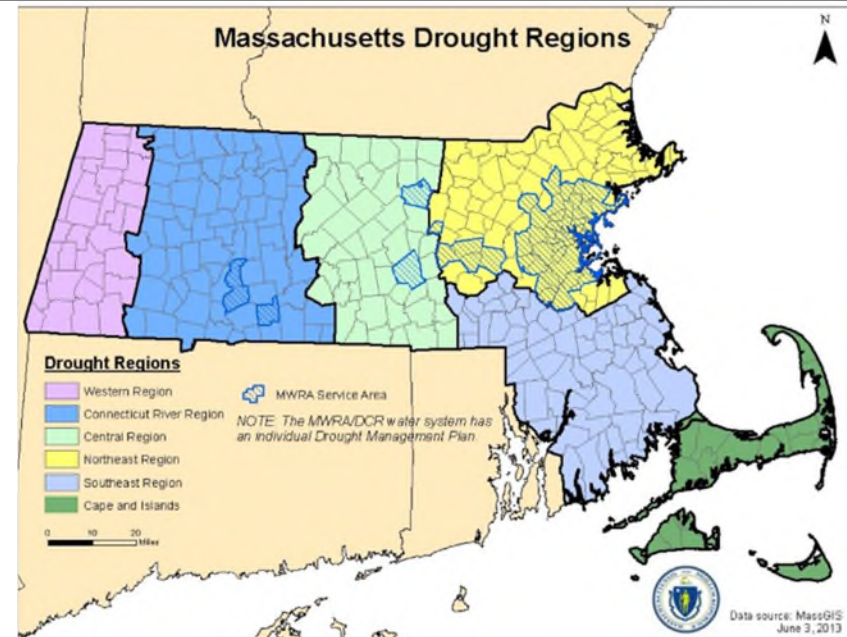 Massachusetts Drought Regions
N
Drought Regions
Western Region
Connecticut River Region
Central Region
Northeast Region
Southeast Region
Cape and Islands
MWRA Service Area
NOTE: The MWRA/DCR water system has
an individual Drought Management Plan.
0 10 20
Miles
Data source: MassGIS
June 3, 2013